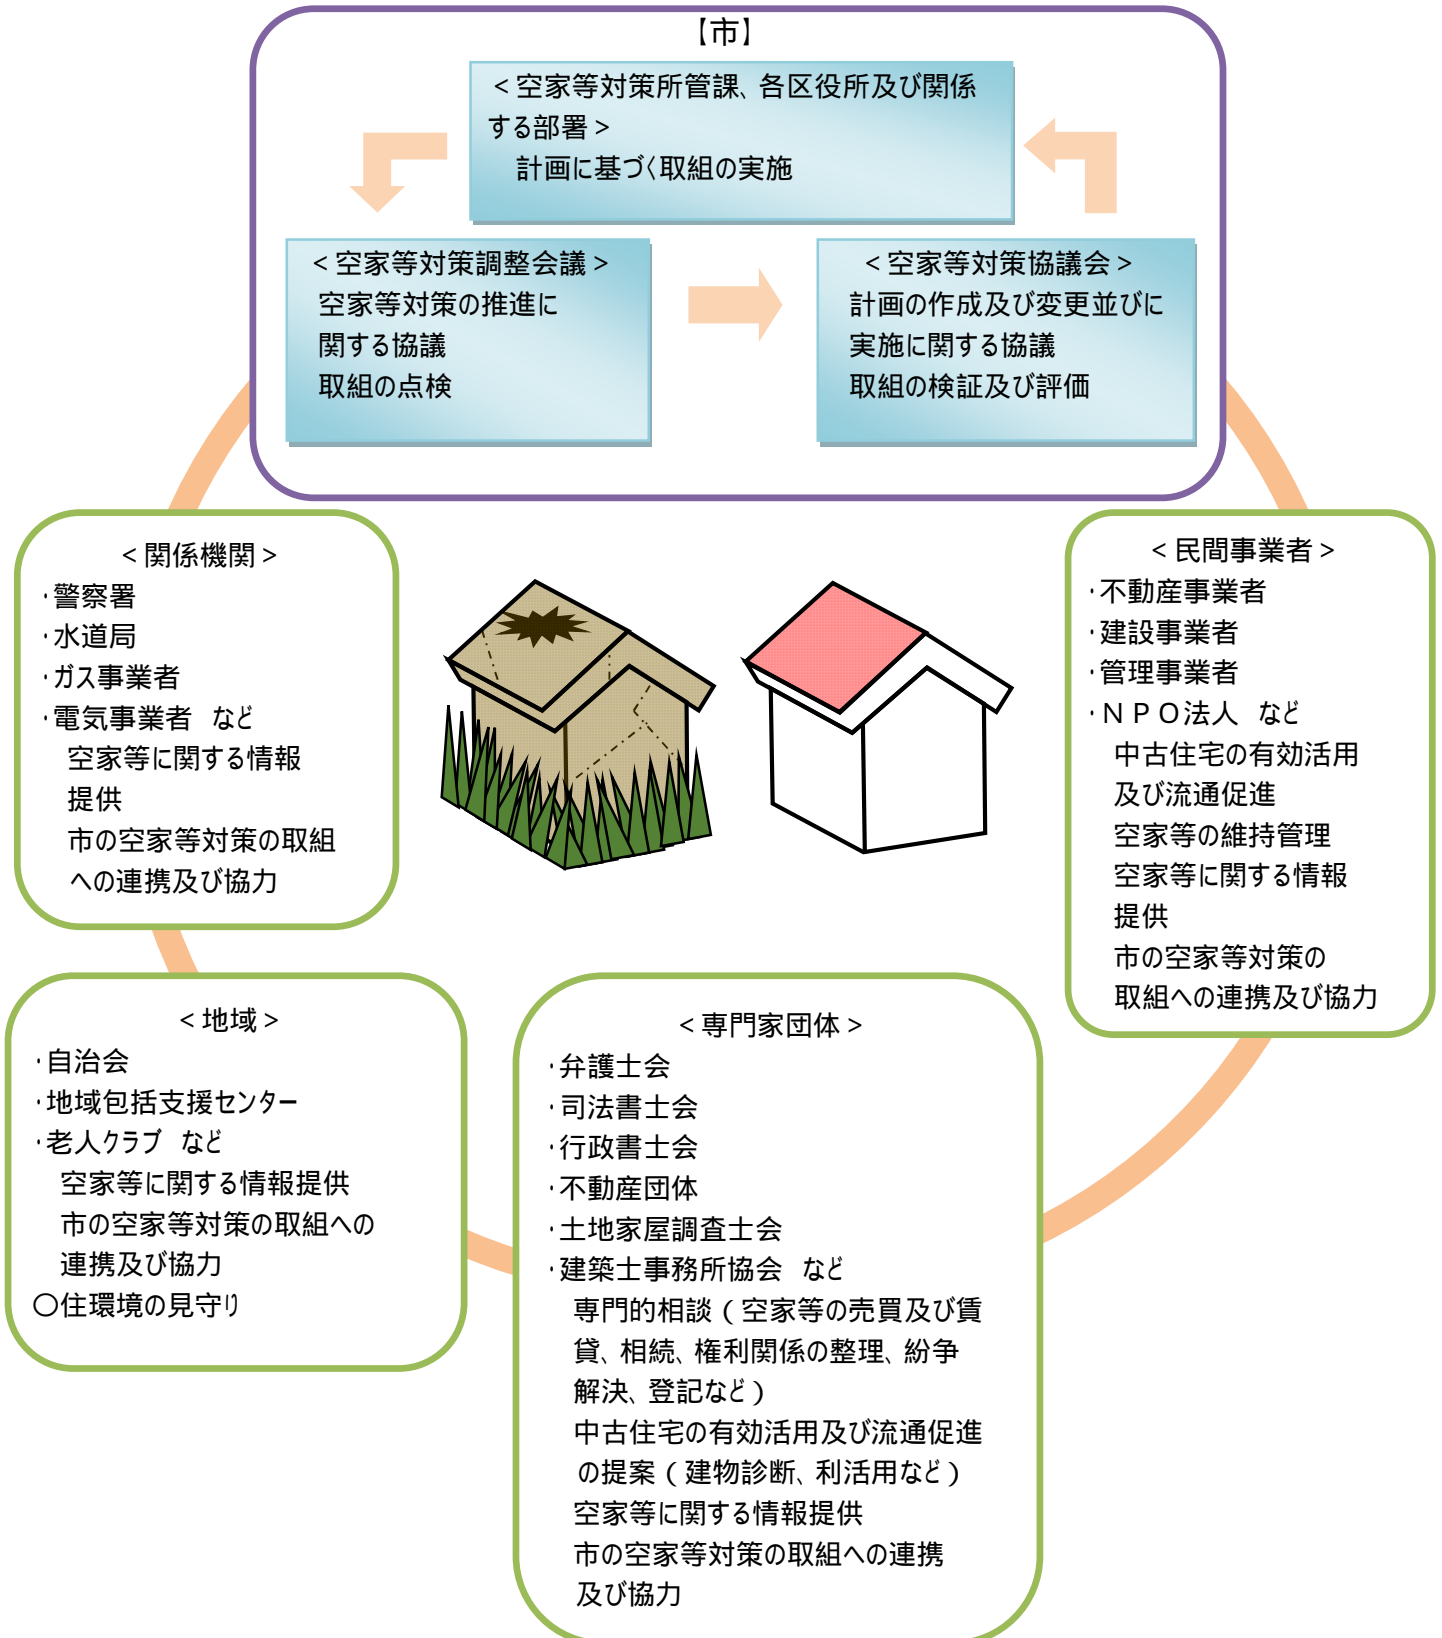 【市】
＜空家等対策所管課、各区役所及び関係
する部署＞
計画に基づく取組の実施
＜空家等対策調整会議＞
空家等対策の推進に
関する協議
取組の点検
＜空家等対策協議会＞
計画の作成及び変更並びに
実施に関する協議
取組の検証及び評価
＜関係機関＞
・警察署
・水道局
・ガス事業者
・電気事業者　など
空家等に関する情報
提供
市の空家等対策の取組
への連携及び協力
＜民間事業者＞
・不動産事業者
・建設事業者
・管理事業者
・ＮＰＯ法人　など
中古住宅の有効活用
及び流通促進
空家等の維持管理
空家等に関する情報
提供
市の空家等対策の
取組への連携及び協力
＜地域＞
・自治会
・地域包括支援センター
・老人クラブ　など
空家等に関する情報提供
市の空家等対策の取組への
連携及び協力
○住環境の見守り
＜専門家団体＞
・弁護士会
・司法書士会
・行政書士会
・不動産団体
・土地家屋調査士会
・建築士事務所協会　など
専門的相談（空家等の売買及び賃
貸、相続、権利関係の整理、紛争
解決、登記など）
中古住宅の有効活用及び流通促進
の提案（建物診断、利活用など）
空家等に関する情報提供
市の空家等対策の取組への連携
及び協力